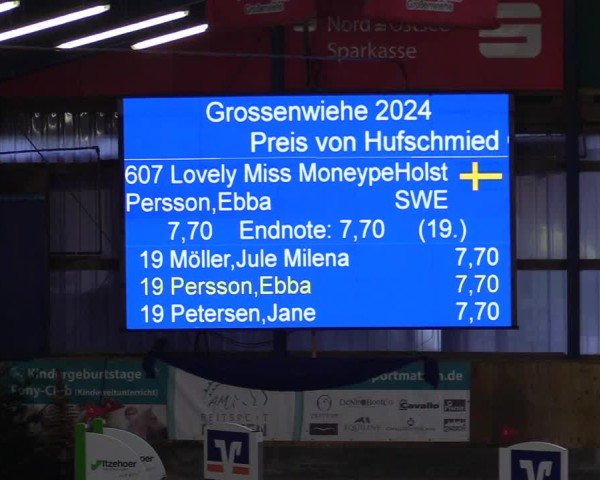 Nord-Ostsee
Sparkasse
Grossenwiehe 2024
Preis von Hufschmied
607 Lovely Miss MoneypeHolst
Persson,Ebba SWE
7,70 Endnote: 7,70 (19.)
19 Möller,Jule Milena 7,70
19 Persson,Ebba 7,70
19 Petersen,Jane 7,70
Kindergeburtstage
Pony-Club (Kinderreitunterricht)
REITSPORT
Cavallo
Itzehoer